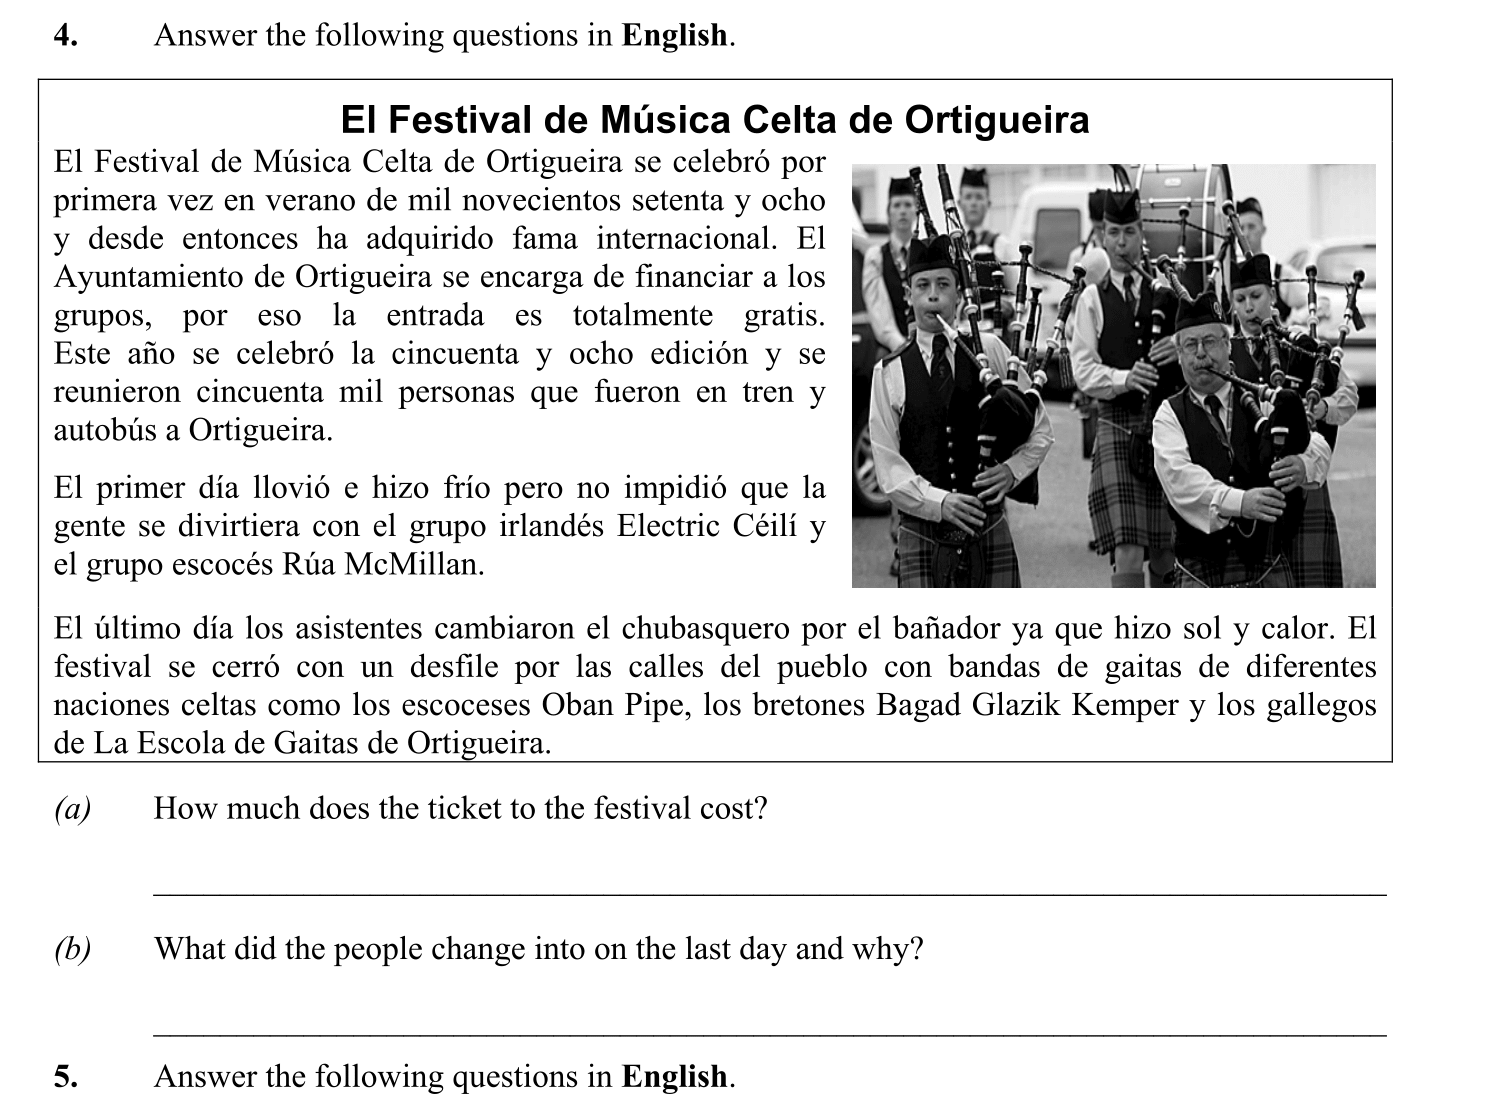 4. Answer the following questions in English.
El Festival de Música Celta de Ortigueira
El Festival de Música Celta de Ortigueira se celebró por
primera vez en verano de mil novecientos setenta y ocho
y desde entonces ha adquirido fama internacional. El
Ayuntamiento de Ortigueira se encarga de financiar a los
grupos, por eso la entrada es totalmente gratis.
Este año se celebró la cincuenta y ocho edición y se
reunieron cincuenta mil personas que fueron en tren y
autobús a Ortigueira.
El primer día llovió e hizo frío pero no impidió que la
gente se divirtiera con el grupo irlandés Electric Céilí y
el grupo escocés Rúa McMillan.
El último día los asistentes cambiaron el chubasquero por el bañador ya que hizo sol y calor. El
festival se cerró con un desfile por las calles del pueblo con bandas de gaitas de diferentes
naciones celtas como los escoceses Oban Pipe, los bretones Bagad Glazik Kemper y los gallegos
de La Escola de Gaitas de Ortigueira.
(a) How much does the ticket to the festival cost?
(b) What did the people change into on the last day and why?
5. Answer the following questions in English.